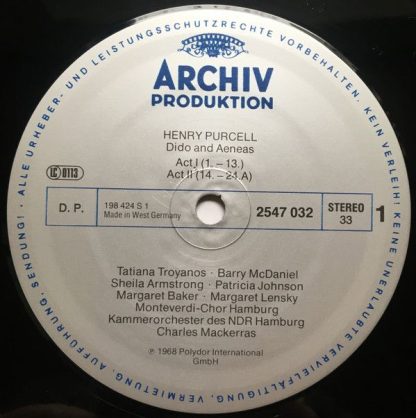 ALLE URHEBER- UND LEISTUNGSSCHUTZRECHTE VORBEHALTEN. KEIN VERLEIH! KEINE UNERLAUBTE VERVIELFÄLTIGUNG, VERMIETUNG, AUFFÜHRUNG, SENDUNG!
ARCHIV
PRODUKTION
HENRY PURCELL
Dido and Aeneas
Act I (1. – 13.)
Act II (14. – 24.A)
LC 0113
D. P.
198 424 S 1
Made in West Germany
2547 032
STEREO
33
1
Tatiana Troyanos · Barry McDaniel
Sheila Armstrong · Patricia Johnson
Margaret Baker · Margaret Lensky
Monteverdi-Chor Hamburg
Kammerorchester des NDR Hamburg
Charles Mackerras
℗ 1968 Polydor International
GmbH